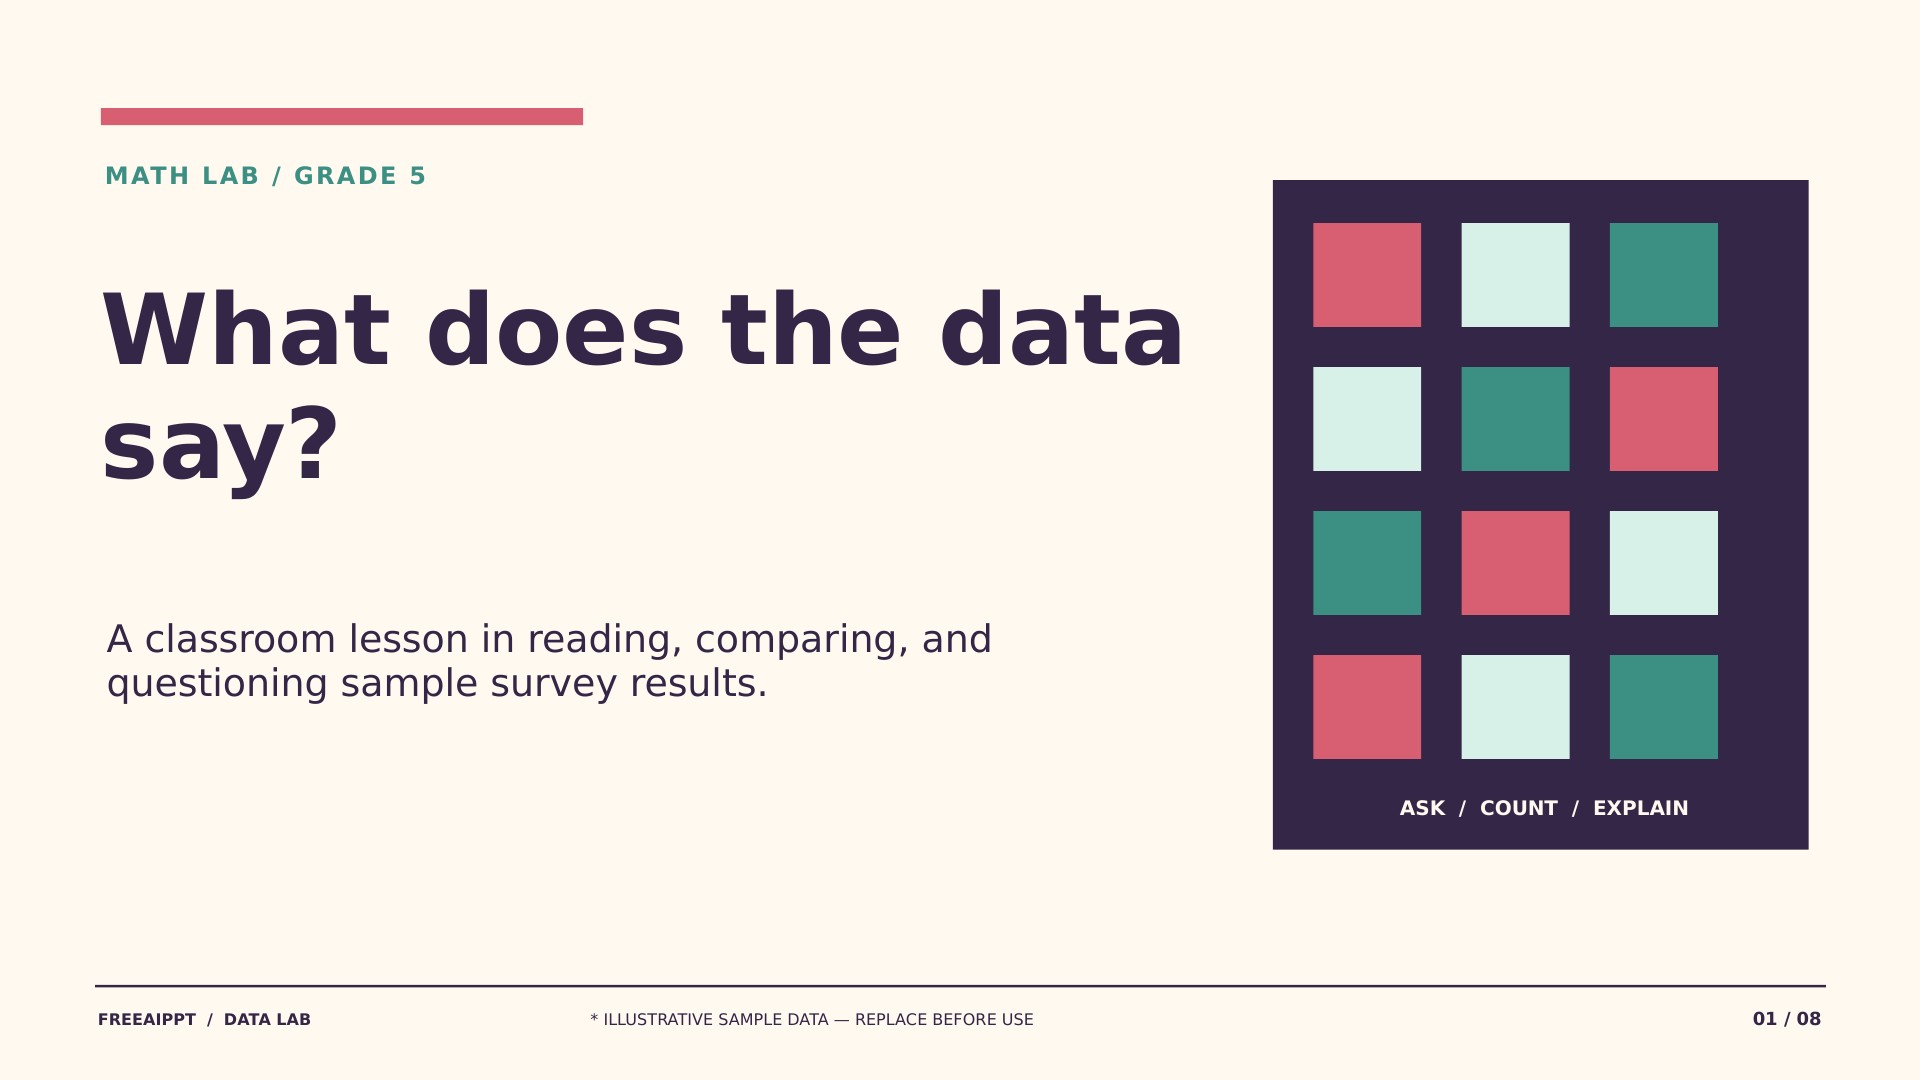 MATH LAB / GRADE 5
What does the data
say?
A classroom lesson in reading, comparing, and
questioning sample survey results.
ASK / COUNT / EXPLAIN
FREEAIPPT / DATA LAB
* ILLUSTRATIVE SAMPLE DATA — REPLACE BEFORE USE
01 / 08